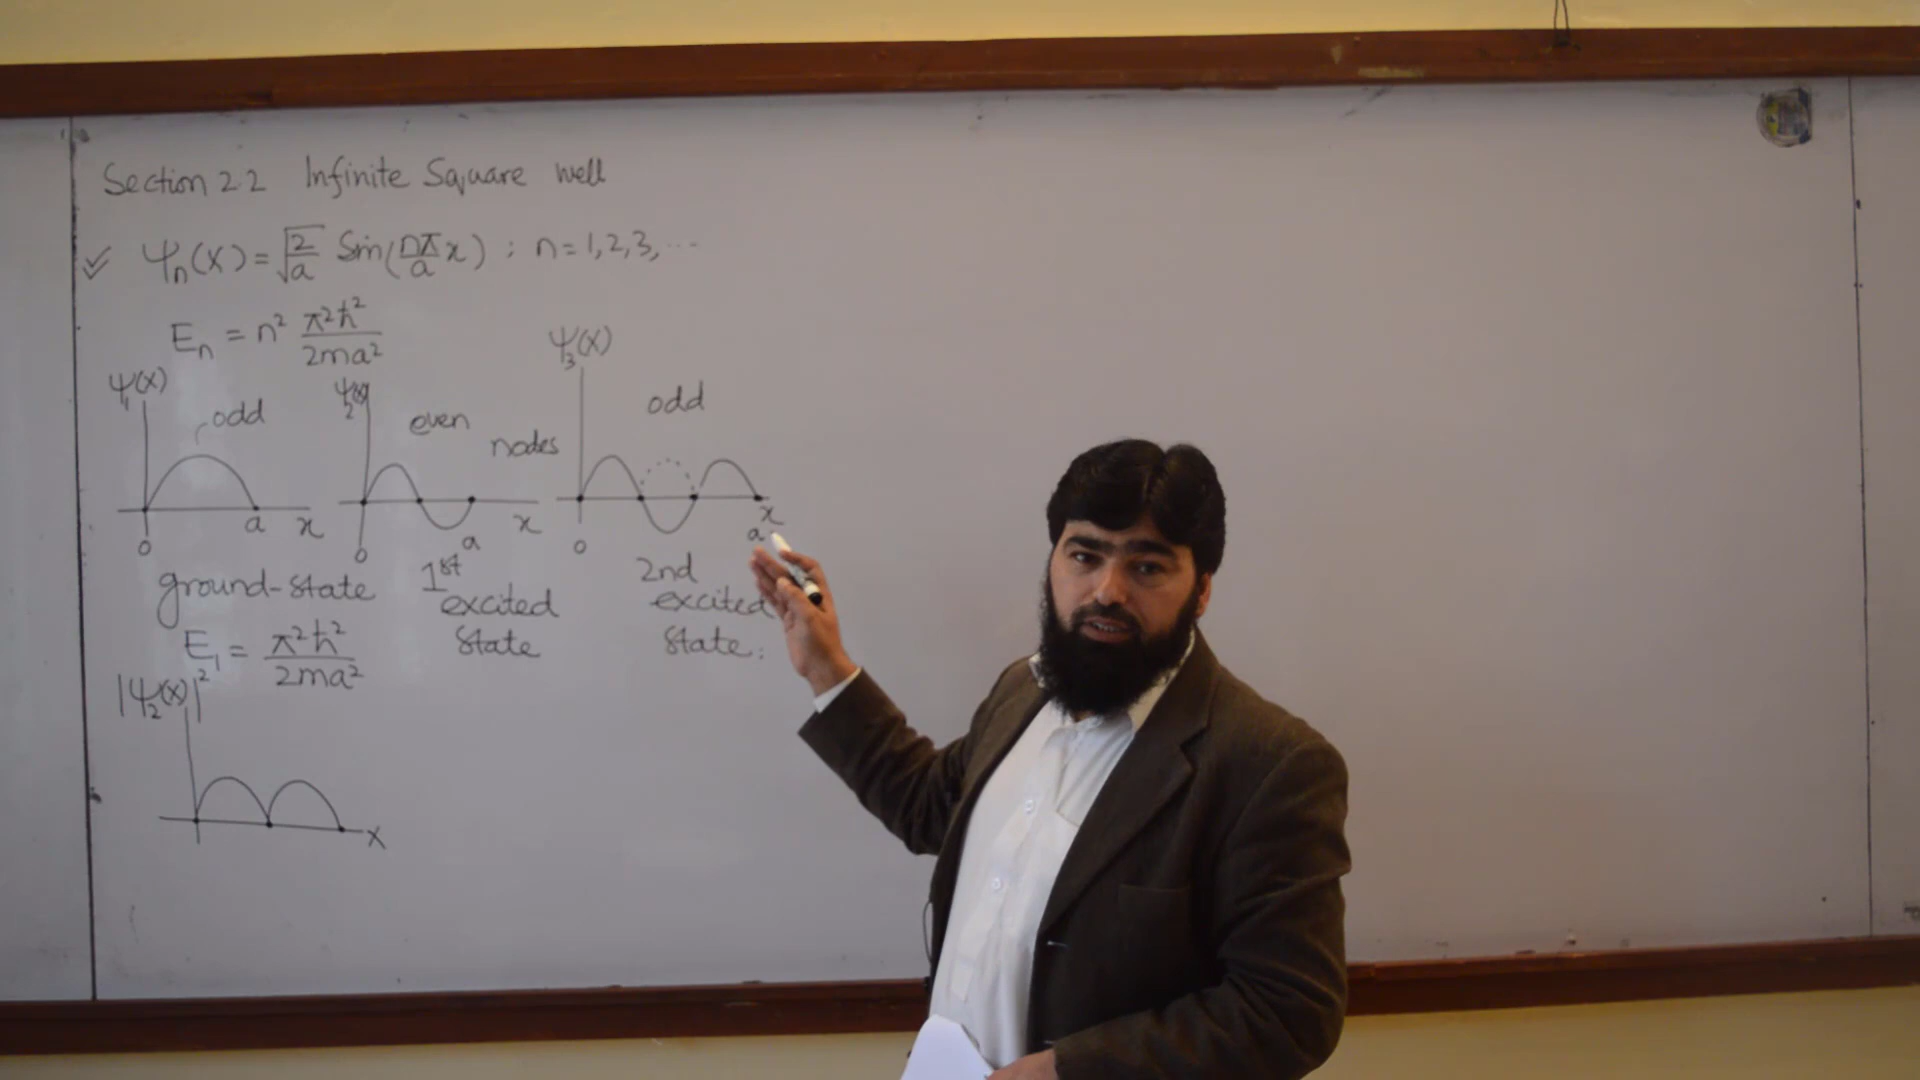 Section 2.2 Infinite Square well
ψn(x) = √(2/a) Sin(nπ/a x) ; n = 1, 2, 3, ...
En = n² π²ħ²/2ma²
ψ1(x)
odd
0 a x
ψ2(x)
even
nodes
0 a x
ψ3(x)
odd
0 a x
ground-state
1st excited
state
2nd
excited
state:
E1 = π²ħ²/2ma²
|ψ2(x)|²
x